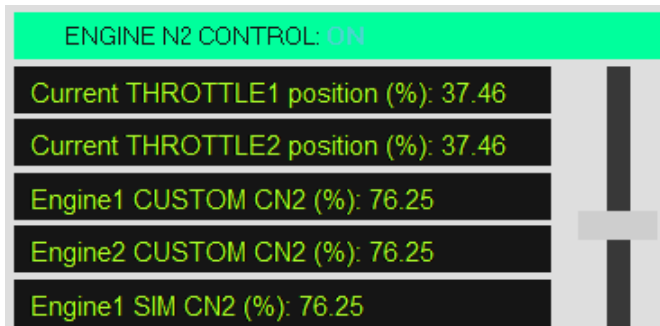 ENGINE N2 CONTROL: ON
Current THROTTLE1 position (%): 37.46
Current THROTTLE2 position (%): 37.46
Engine1 CUSTOM CN2 (%): 76.25
Engine2 CUSTOM CN2 (%): 76.25
Engine1 SIM CN2 (%): 76.25